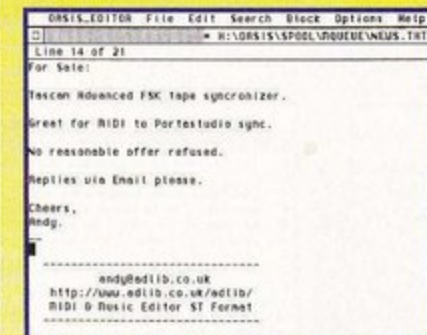 OASIS_EDITOR File Edit Search Block Options Help
H:\OASIS\SPOOL\MQUEUE\NEWS.TXT
Line 14 of 21
For Sale:
Tascam Advanced FSK tape syncronizer.
Great for MIDI to Portastudio sync.
No reasonable offer refused.
Replies via Email please.
Cheers,
Andy.
--
-----------------------------------
andy@adlib.co.uk
http://www.adlib.co.uk/adlib/
MIDI & Music Editor ST Format
-----------------------------------